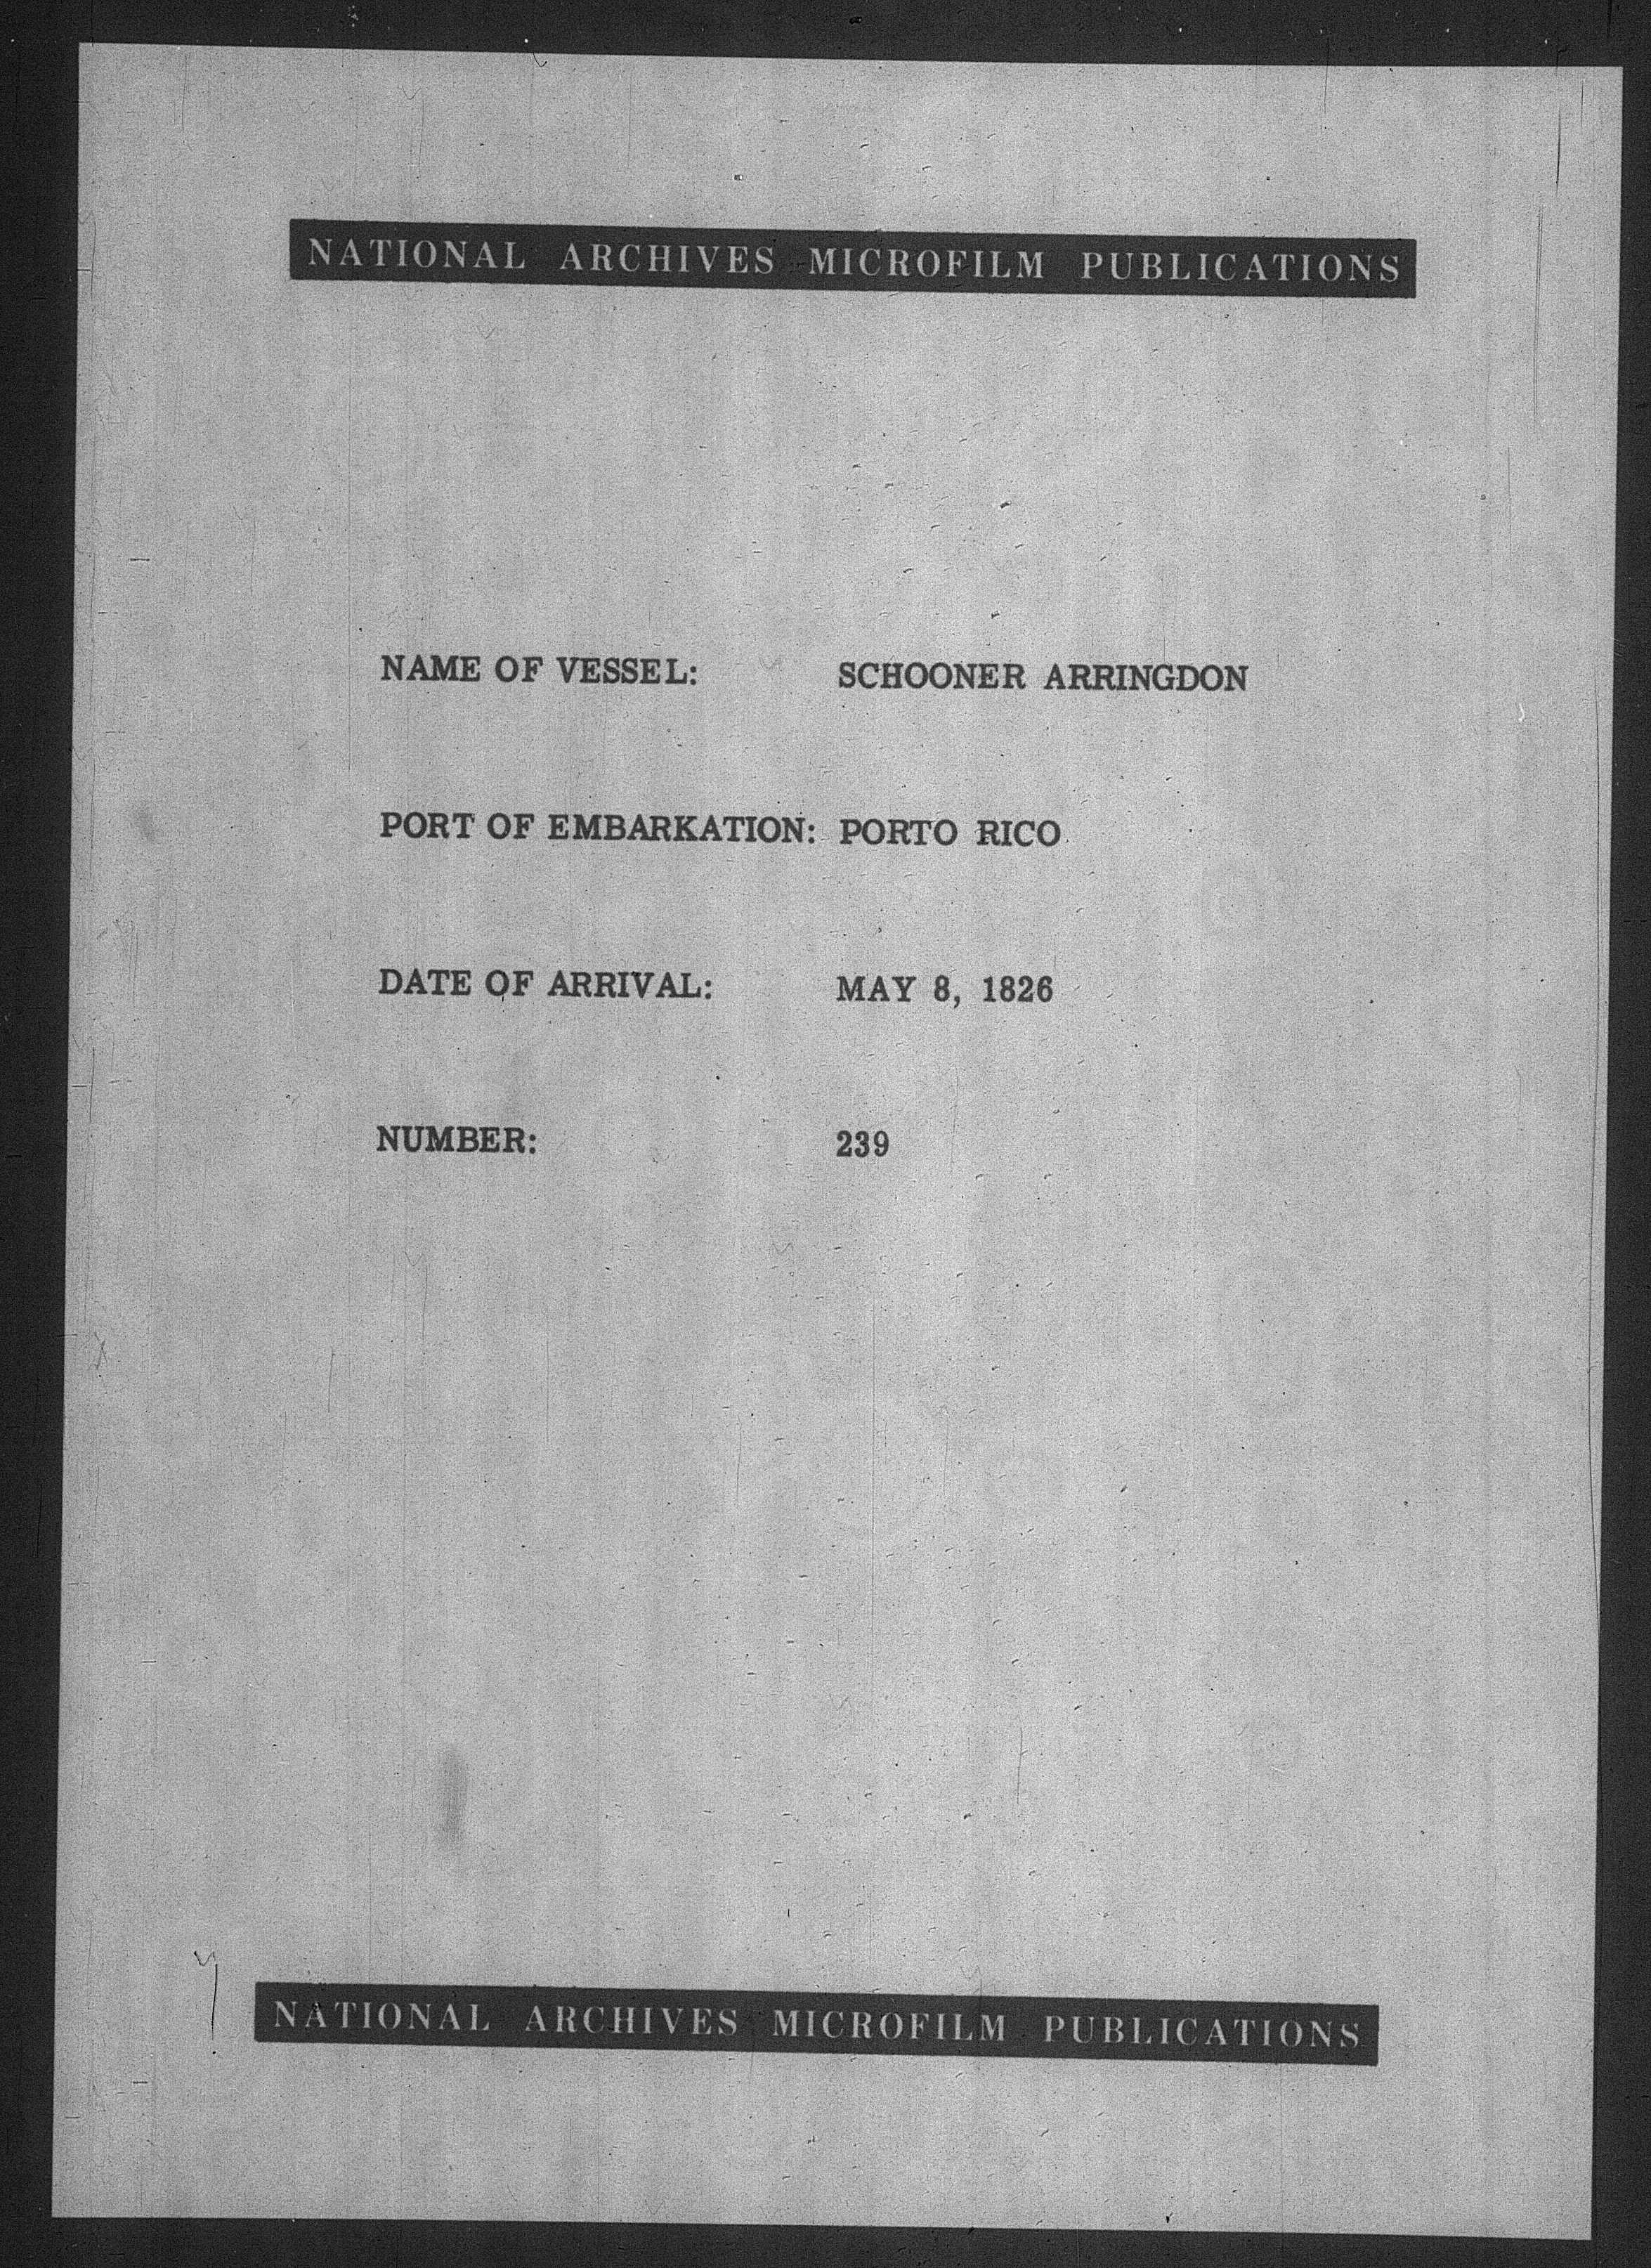 NATIONAL ARCHIVES MICROFILM PUBLICATIONS
NAME OF VESSEL: SCHOONER ARRINGDON
PORT OF EMBARKATION: PORTO RICO
DATE OF ARRIVAL: MAY 8, 1826
NUMBER: 239
NATIONAL ARCHIVES MICROFILM PUBLICATIONS